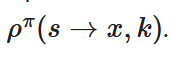 ρ^π(s → x, k).